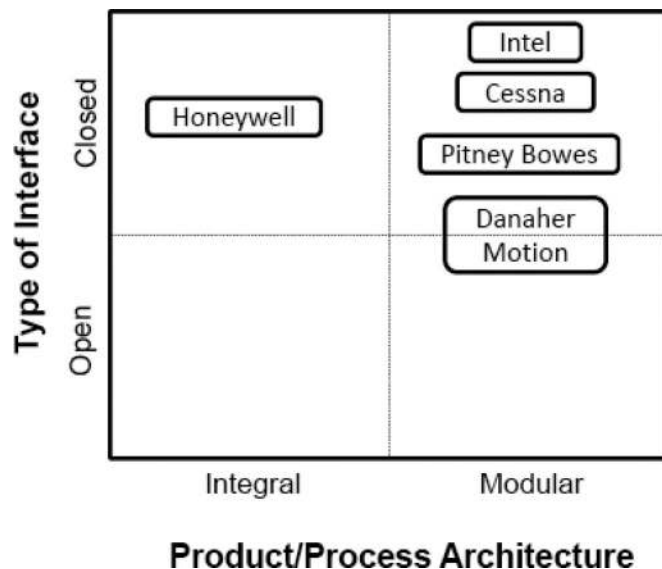 Type of Interface
Closed
Open
Intel
Cessna
Honeywell
Pitney Bowes
Danaher
Motion
Integral
Modular
Product/Process Architecture